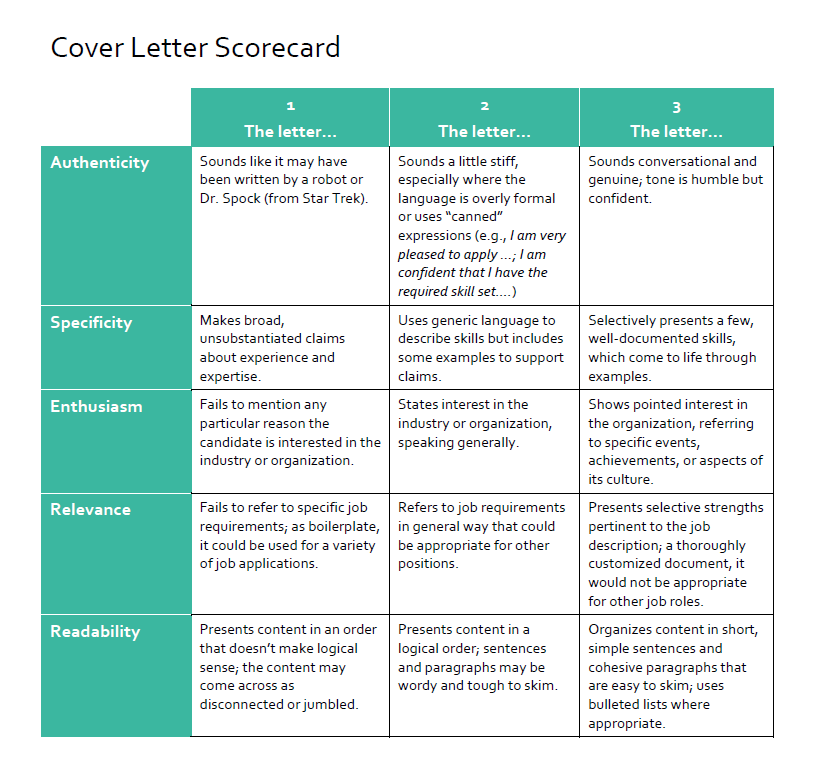 Cover Letter Scorecard
1
The letter...
2
The letter...
3
The letter...
Authenticity
Sounds like it may have
been written by a robot or
Dr. Spock (from Star Trek).
Sounds a little stiff,
especially where the
language is overly formal
or uses “canned”
expressions (e.g., I am very
pleased to apply ...; I am
confident that I have the
required skill set....)
Sounds conversational and
genuine; tone is humble but
confident.
Specificity
Makes broad,
unsubstantiated claims
about experience and
expertise.
Uses generic language to
describe skills but includes
some examples to support
claims.
Selectively presents a few,
well-documented skills,
which come to life through
examples.
Enthusiasm
Fails to mention any
particular reason the
candidate is interested in the
industry or organization.
States interest in the
industry or organization,
speaking generally.
Shows pointed interest in
the organization, referring
to specific events,
achievements, or aspects of
its culture.
Relevance
Fails to refer to specific job
requirements; as boilerplate,
it could be used for a variety
of job applications.
Refers to job requirements
in general way that could
be appropriate for other
positions.
Presents selective strengths
pertinent to the job
description; a thoroughly
customized document, it
would not be appropriate
for other job roles.
Readability
Presents content in an order
that doesn’t make logical
sense; the content may
come across as
disconnected or jumbled.
Presents content in a
logical order; sentences
and paragraphs may be
wordy and tough to skim.
Organizes content in short,
simple sentences and
cohesive paragraphs that
are easy to skim; uses
bulleted lists where
appropriate.